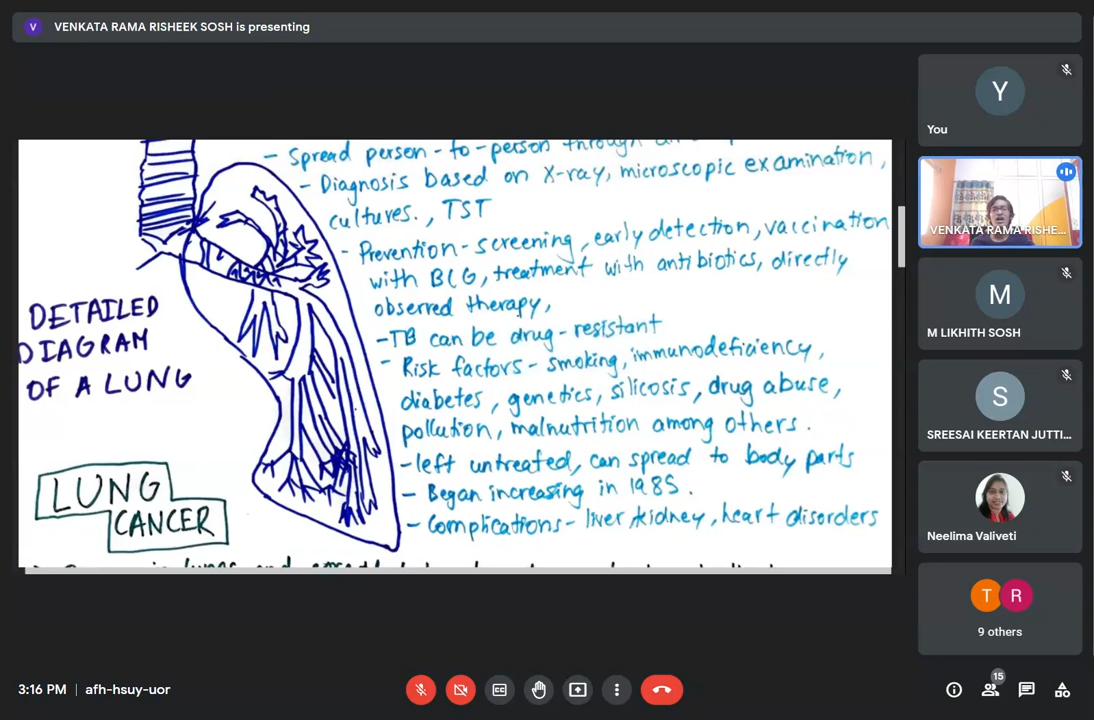 V VENKATA RAMA RISHEEK SOSH is presenting
- Spread person-to-person through
- Diagnosis based on X-ray, microscopic examination,
cultures., TST
- Prevention - screening, early detection, vaccination
with BCG, treatment with antibiotics, directly
observed therapy,
- TB can be drug-resistant
- Risk factors - smoking, immunodeficiency,
diabetes, genetics, silicosis, drug abuse,
pollution, malnutrition among others.
- left untreated, can spread to body parts
- Began increasing in 1985.
- Complications - liver/kidney, heart disorders
DETAILED
DIAGRAM
OF A LUNG
LUNG
CANCER
Y
You
VENKATA RAMA RISHE...
M
M LIKHITH SOSH
S
SREESAI KEERTAN JUTTI...
Neelima Valiveti
T R
9 others
3:16 PM | afh-hsuy-uor
15